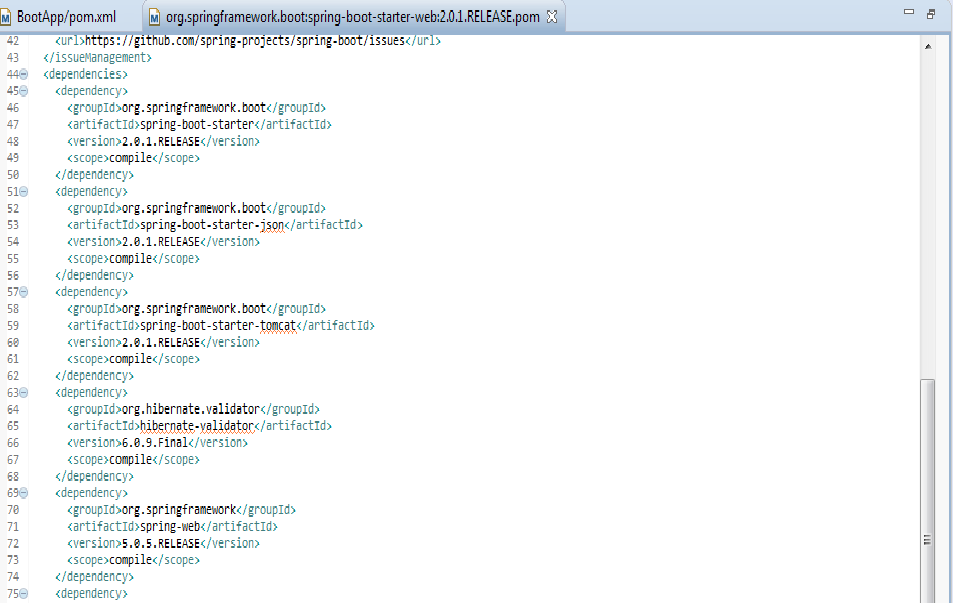 BootApp/pom.xml
org.springframework.boot:spring-boot-starter-web:2.0.1.RELEASE.pom
42 <url>https://github.com/spring-projects/spring-boot/issues</url>
43 </issueManagement>
44 <dependencies>
45 <dependency>
46 <groupId>org.springframework.boot</groupId>
47 <artifactId>spring-boot-starter</artifactId>
48 <version>2.0.1.RELEASE</version>
49 <scope>compile</scope>
50 </dependency>
51 <dependency>
52 <groupId>org.springframework.boot</groupId>
53 <artifactId>spring-boot-starter-json</artifactId>
54 <version>2.0.1.RELEASE</version>
55 <scope>compile</scope>
56 </dependency>
57 <dependency>
58 <groupId>org.springframework.boot</groupId>
59 <artifactId>spring-boot-starter-tomcat</artifactId>
60 <version>2.0.1.RELEASE</version>
61 <scope>compile</scope>
62 </dependency>
63 <dependency>
64 <groupId>org.hibernate.validator</groupId>
65 <artifactId>hibernate-validator</artifactId>
66 <version>6.0.9.Final</version>
67 <scope>compile</scope>
68 </dependency>
69 <dependency>
70 <groupId>org.springframework</groupId>
71 <artifactId>spring-web</artifactId>
72 <version>5.0.5.RELEASE</version>
73 <scope>compile</scope>
74 </dependency>
75 <dependency>